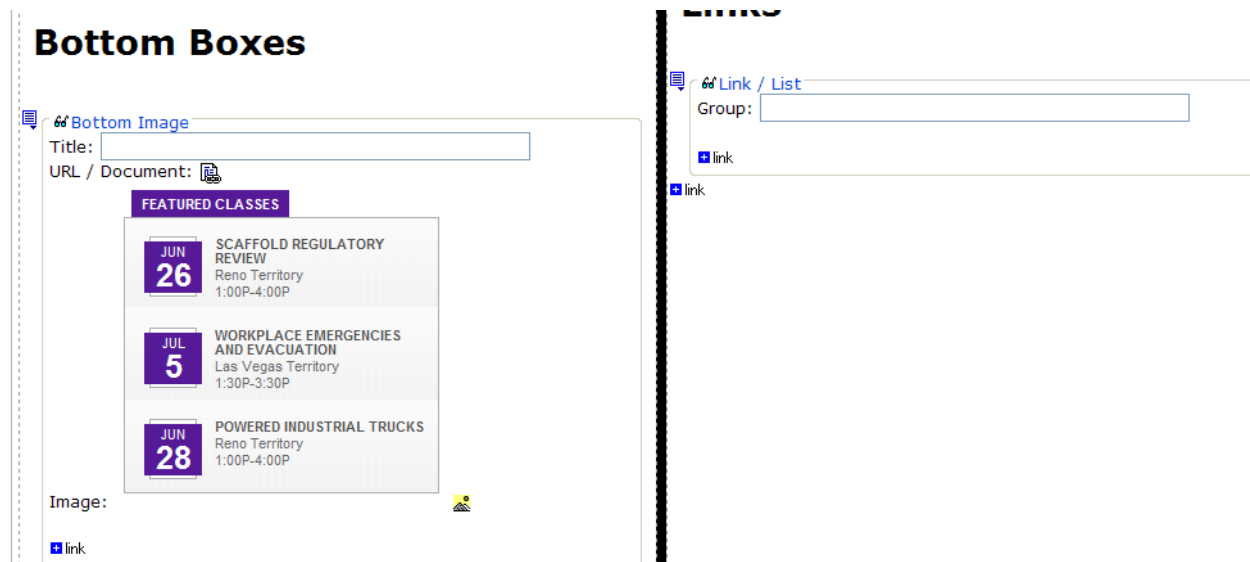 Bottom Boxes
Bottom Image
Title:
URL / Document:
FEATURED CLASSES
JUN
26
SCAFFOLD REGULATORY
REVIEW
Reno Territory
1:00P-4:00P
JUL
5
WORKPLACE EMERGENCIES
AND EVACUATION
Las Vegas Territory
1:30P-3:30P
JUN
28
POWERED INDUSTRIAL TRUCKS
Reno Territory
1:00P-4:00P
Image:
link
Links
Link / List
Group:
link
link